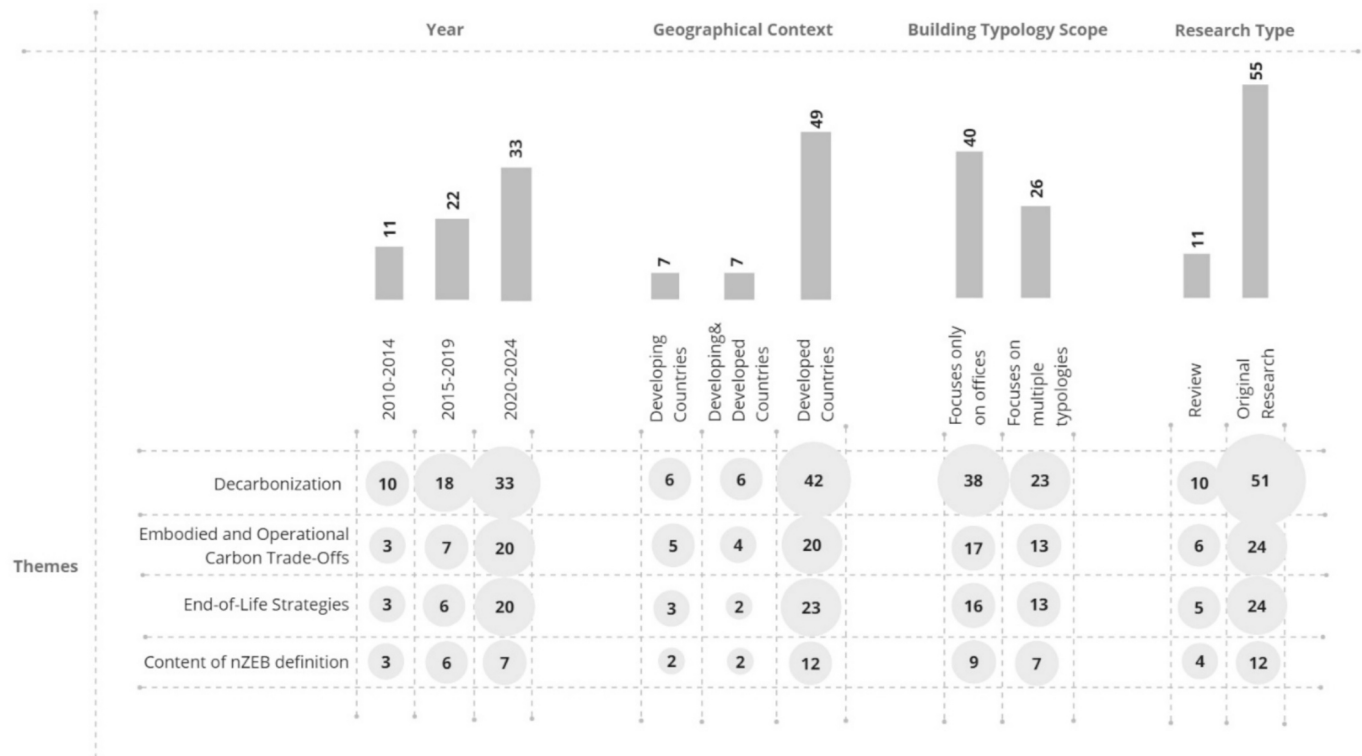 Year Geographical Context Building Typology Scope Research Type
11 22 33 7 7 49 40 26 11 55
2010-2014
2015-2019
2020-2024
Developing
Countries
Developing&
Developed
Countries
Developed
Countries
Focuses only
on offices
Focuses on
multiple
typologies
Review
Original
Research
Themes
Decarbonization 10 18 33 6 6 42 38 23 10 51
Embodied and Operational
Carbon Trade-Offs 3 7 20 5 4 20 17 13 6 24
End-of-Life Strategies 3 6 20 3 2 23 16 13 5 24
Content of nZEB definition 3 6 7 2 2 12 9 7 4 12